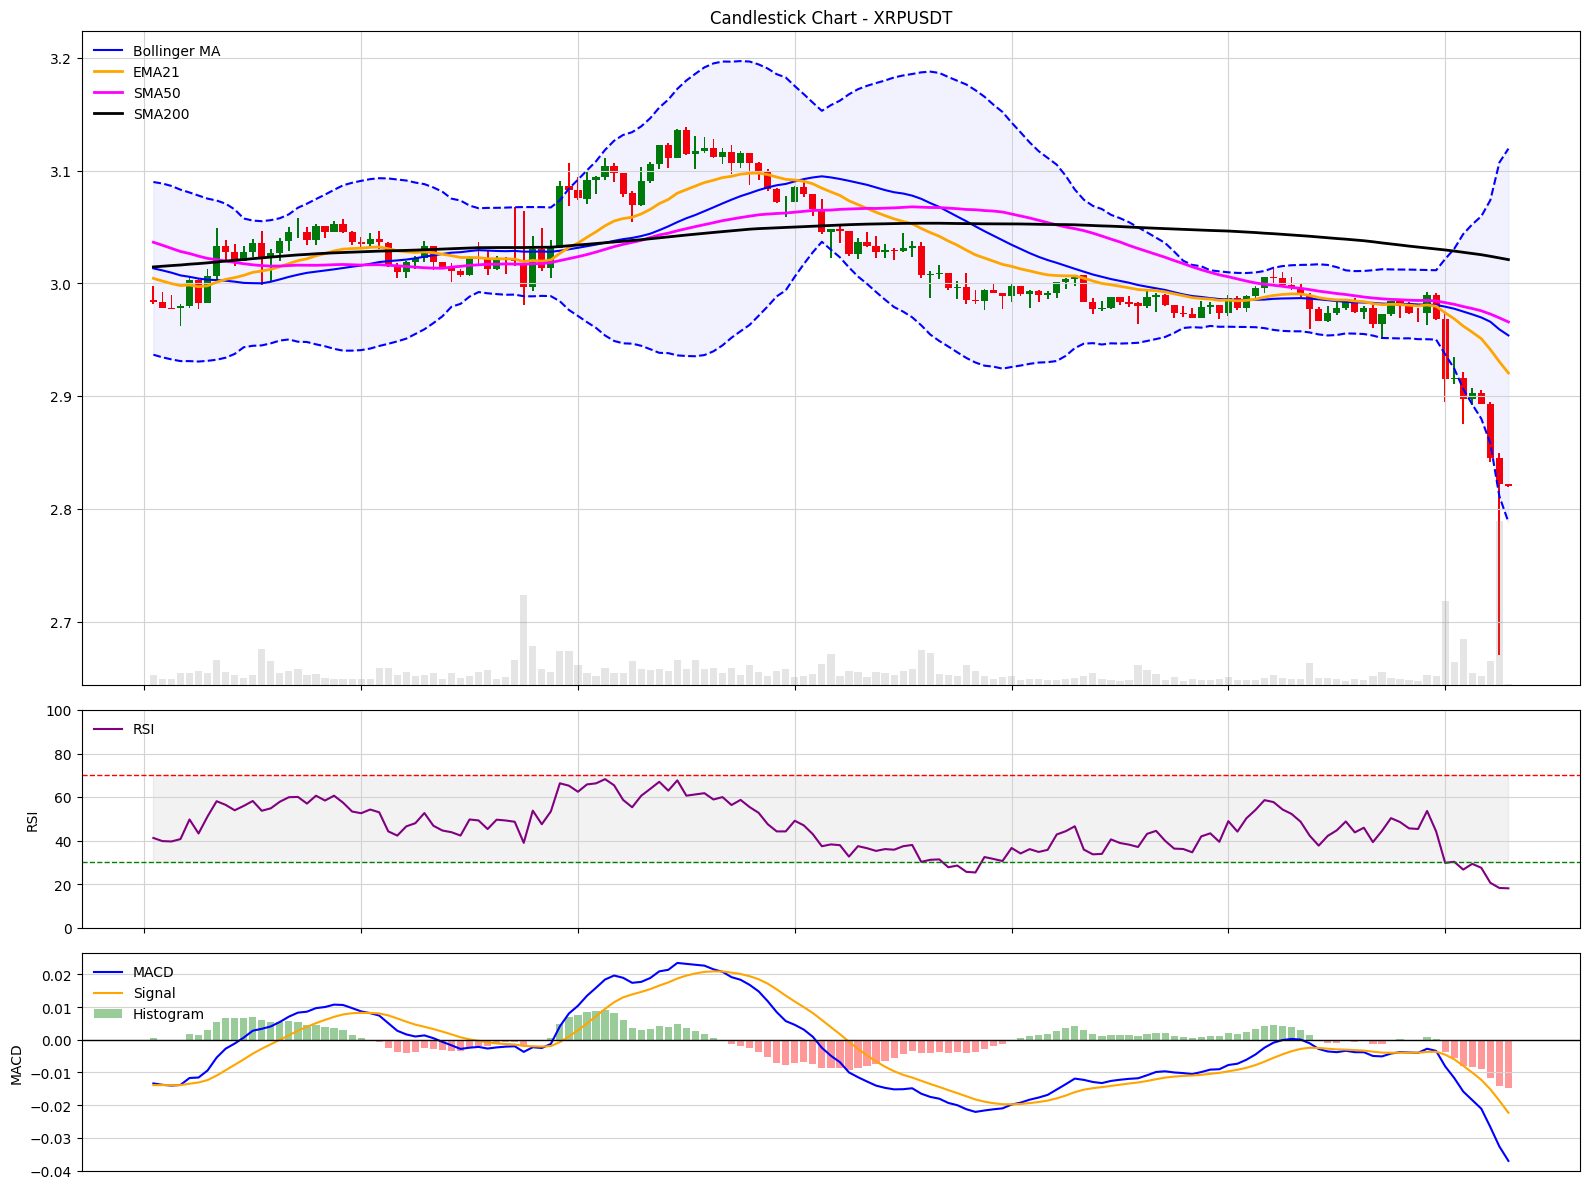 Candlestick Chart - XRPUSDT
Bollinger MA
EMA21
SMA50
SMA200
3.2
3.1
3.0
2.9
2.8
2.7
RSI
100
80
60
40
20
0
RSI
MACD
Signal
Histogram
0.02
0.01
0.00
−0.01
−0.02
−0.03
−0.04
MACD